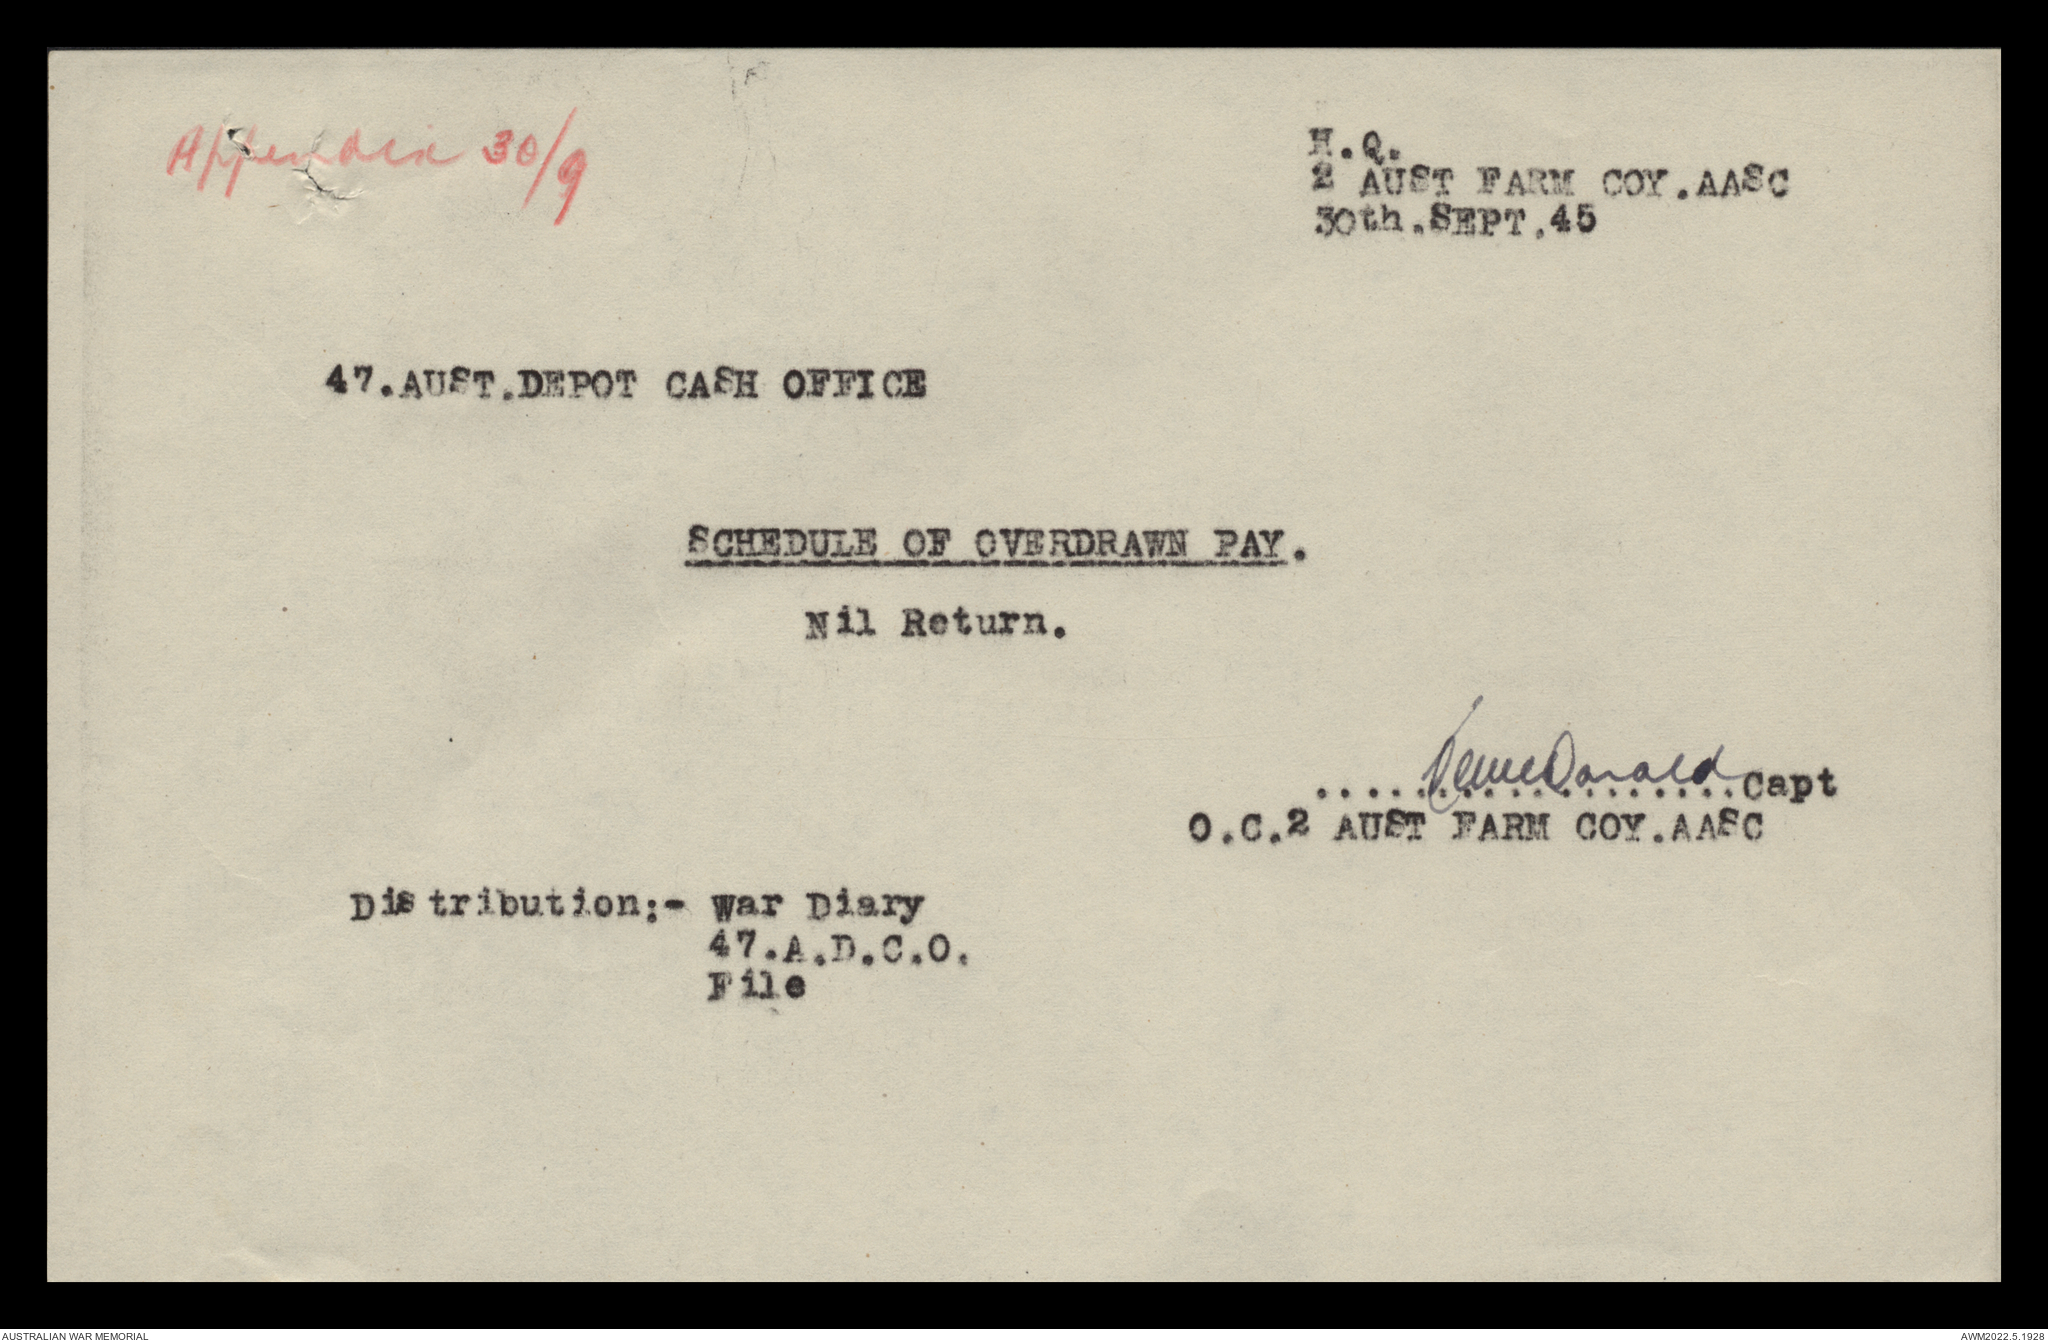 Appendix 30/9
H.Q.
2 AUST FARM COY.AASC
30th.SEPT.45
47.AUST.DEPOT CASH OFFICE
SCHEDULE OF OVERDRAWN PAY.
Nil Return.
...................Capt
O.C.2 AUST FARM COY.AASC
Distribution:- War Diary
47.A.D.C.O.
File
AUSTRALIAN WAR MEMORIAL
AWM2022.5.1928